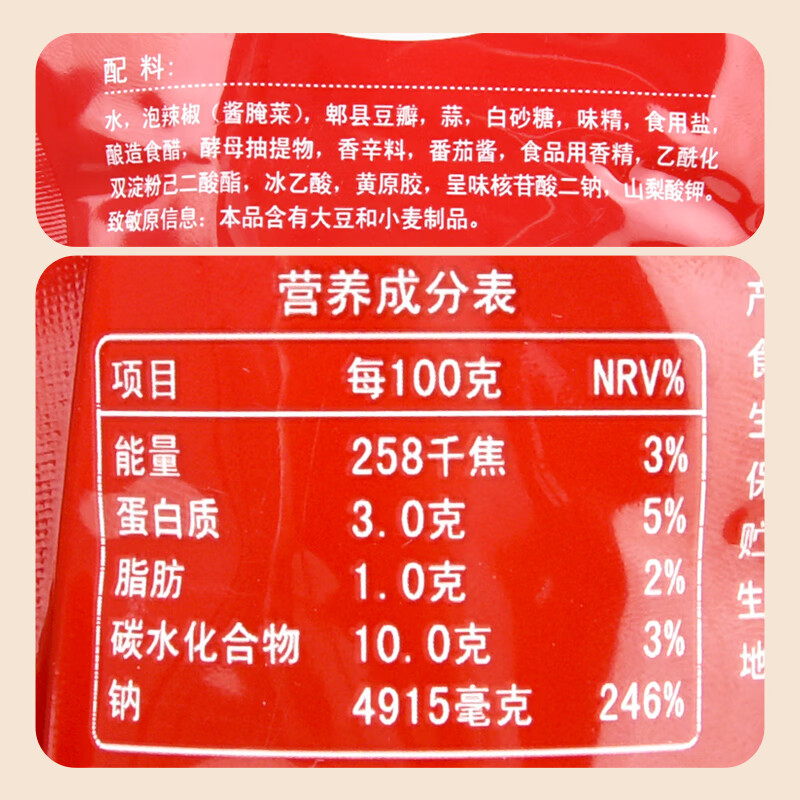 配料:
水，泡辣椒（酱腌菜），郫县豆瓣，蒜，白砂糖，味精，食用盐，
酿造食醋，酵母抽提物，香辛料，番茄酱，食品用香精，乙酰化
双淀粉己二酸酯，冰乙酸，黄原胶，呈味核苷酸二钠，山梨酸钾。
致敏原信息：本品含有大豆和小麦制品。
营养成分表
项目 每100克 NRV%
能量 258千焦 3%
蛋白质 3.0克 5%
脂肪 1.0克 2%
碳水化合物 10.0克 3%
钠 4915毫克 246%
产
食
生
保
贮
生
地